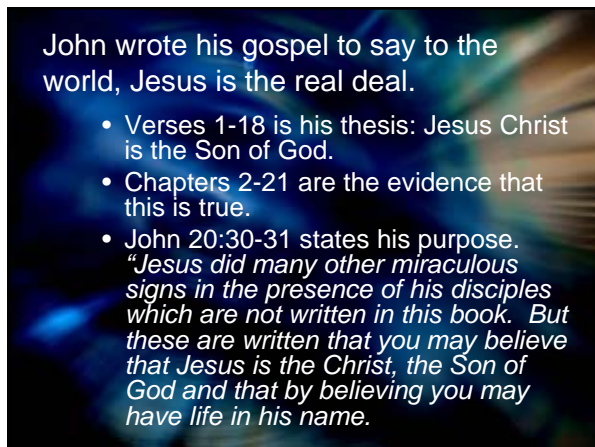 John wrote his gospel to say to the
world, Jesus is the real deal.
• Verses 1-18 is his thesis: Jesus Christ
is the Son of God.
• Chapters 2-21 are the evidence that
this is true.
• John 20:30-31 states his purpose.
“Jesus did many other miraculous
signs in the presence of his disciples
which are not written in this book.  But
these are written that you may believe
that Jesus is the Christ, the Son of
God and that by believing you may
have life in his name.